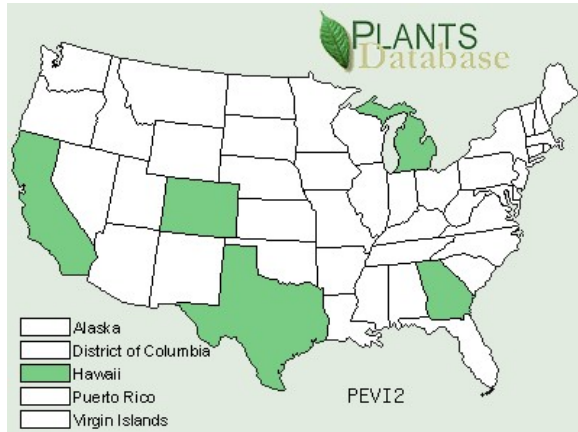 PLANTS
Database
Alaska
District of Columbia
Hawaii
Puerto Rico
Virgin Islands
PEVI2